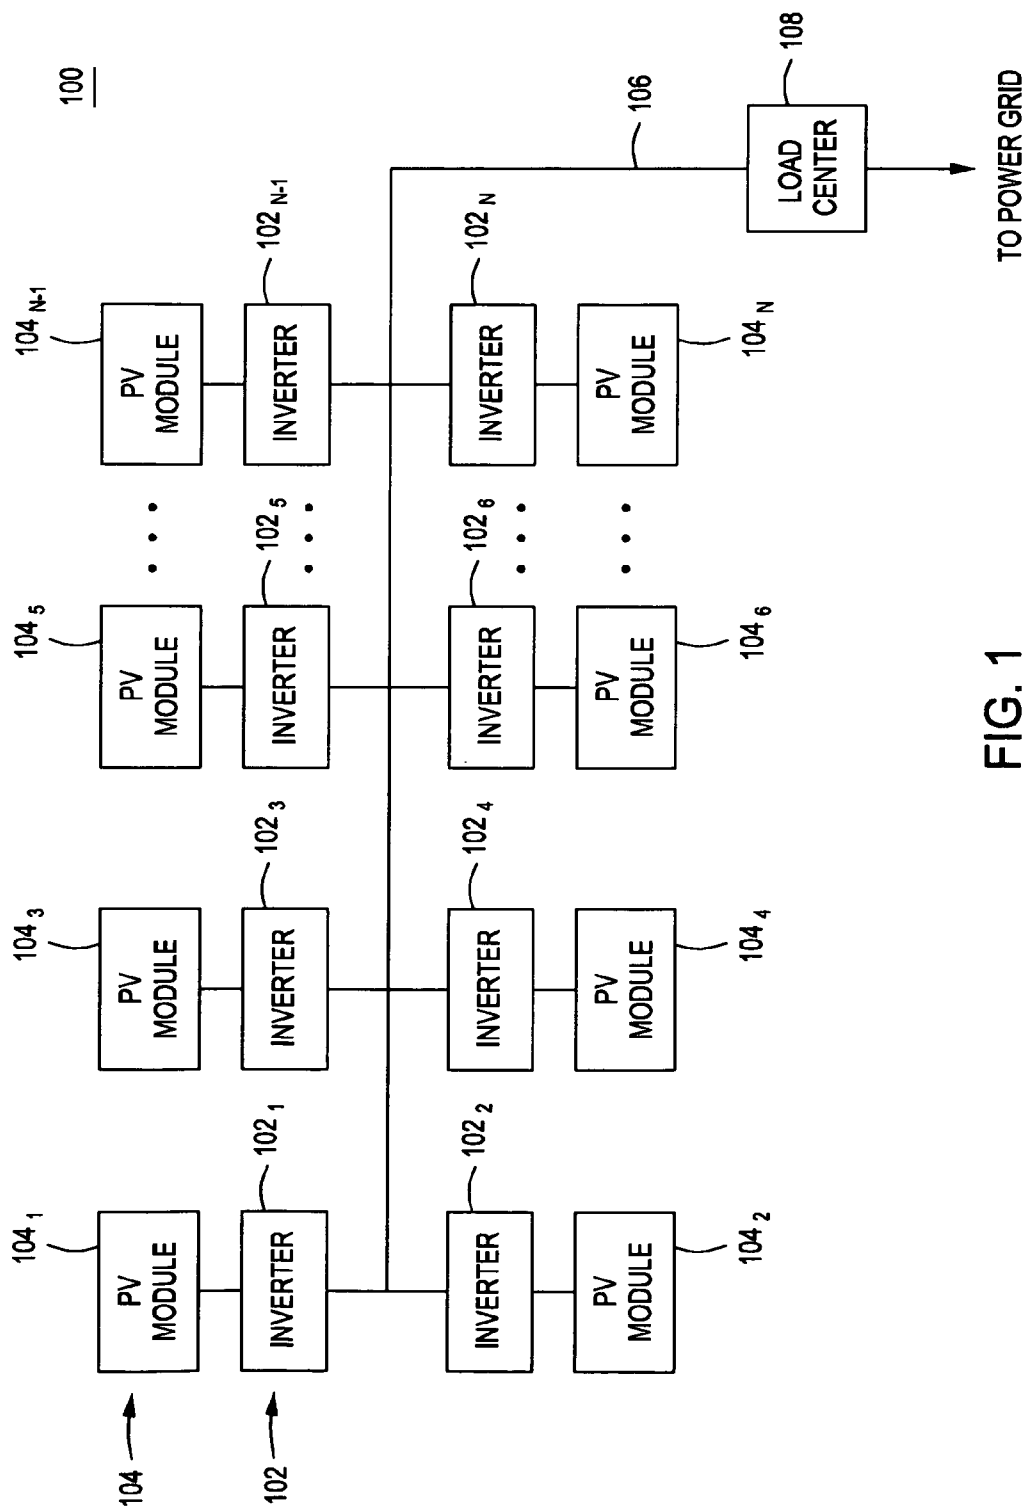 100
104 1
104 3
104 5
104 N-1
PV
MODULE
PV
MODULE
PV
MODULE
• • •
PV
MODULE
104
102 1
102 3
102 5
102 N-1
INVERTER
INVERTER
INVERTER
• • •
INVERTER
102
106
102 2
102 4
102 6
102 N
INVERTER
INVERTER
INVERTER
• • •
INVERTER
PV
MODULE
PV
MODULE
PV
MODULE
• • •
PV
MODULE
104 2
104 4
104 6
104 N
LOAD
CENTER
108
TO POWER GRID
FIG. 1